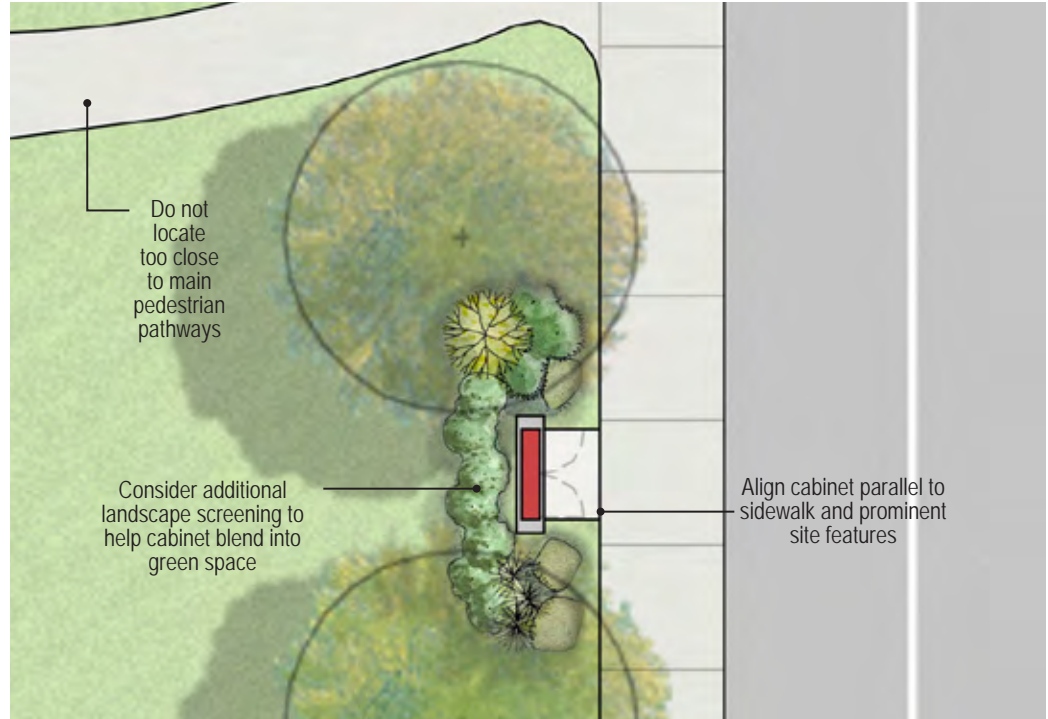 Do not
locate
too close
to main
pedestrian
pathways
Consider additional
landscape screening to
help cabinet blend into
green space
Align cabinet parallel to
sidewalk and prominent
site features